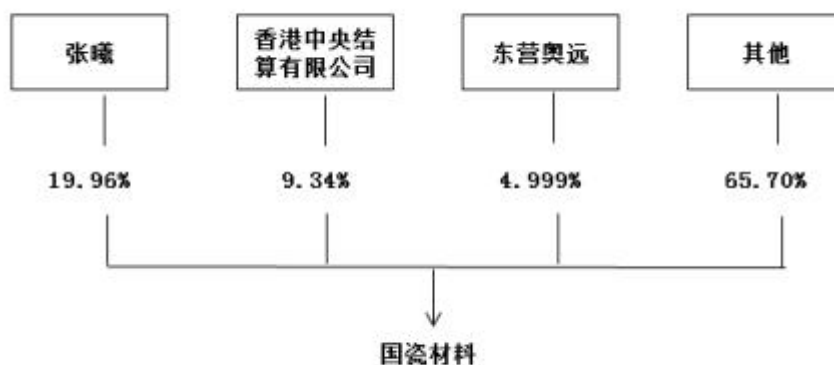 张曦
香港中央结
算有限公司
东营奥远
其他
19.96%
9.34%
4.999%
65.70%
国瓷材料